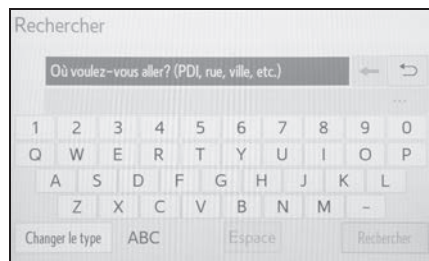 Rechercher
Où voulez-vous aller? (PDI, rue, ville, etc.)
...
1 2 3 4 5 6 7 8 9 0
Q W E R T Y U I O P
A S D F G H J K L
Z X C V B N M -
Changer le type ABC Espace Rechercher